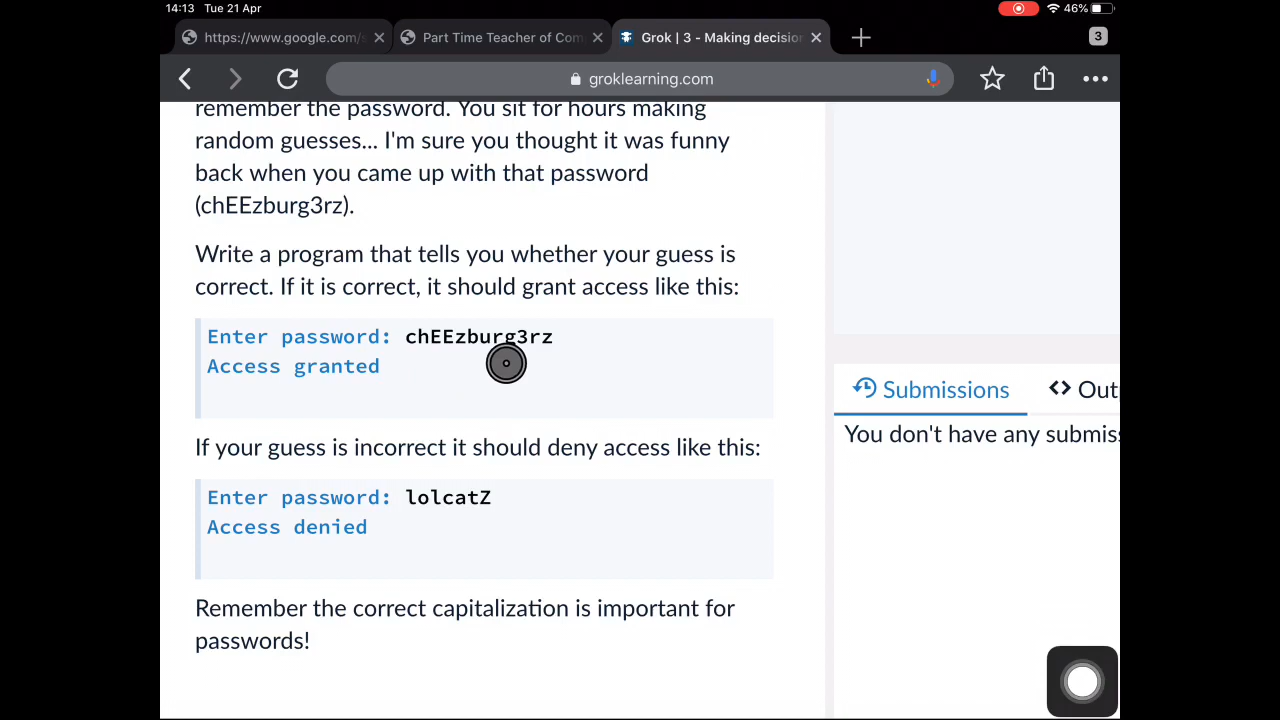 14:13 Tue 21 Apr
46%
https://www.google.com/s
Part Time Teacher of Com
Grok | 3 - Making decision
3
groklearning.com
remember the password. You sit for hours making
random guesses... I'm sure you thought it was funny
back when you came up with that password
(chEEzburg3rz).
Write a program that tells you whether your guess is
correct. If it is correct, it should grant access like this:
Enter password: chEEzburg3rz
Access granted
If your guess is incorrect it should deny access like this:
Enter password: lolcatZ
Access denied
Remember the correct capitalization is important for
passwords!
Submissions
Out
You don't have any submis